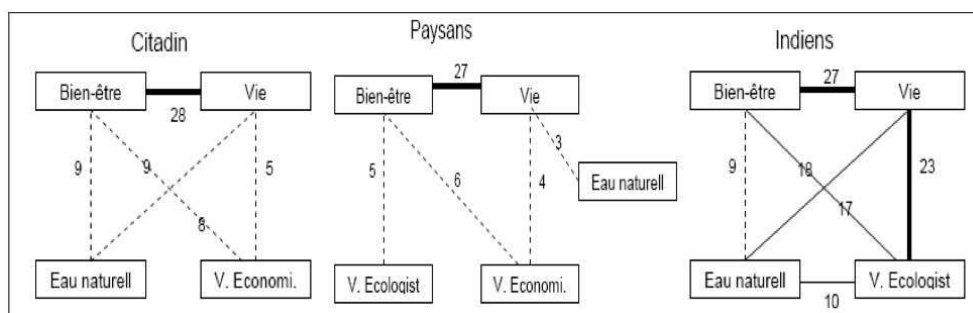 Citadin
Bien-être
Vie
28
9
9
5
8
Eau naturell
V. Economi.
Paysans
27
Bien-être
Vie
3
5
6
4
Eau naturell
V. Ecologist
V. Economi.
Indiens
27
Bien-être
Vie
9
18
23
17
Eau naturell
V. Ecologist
10